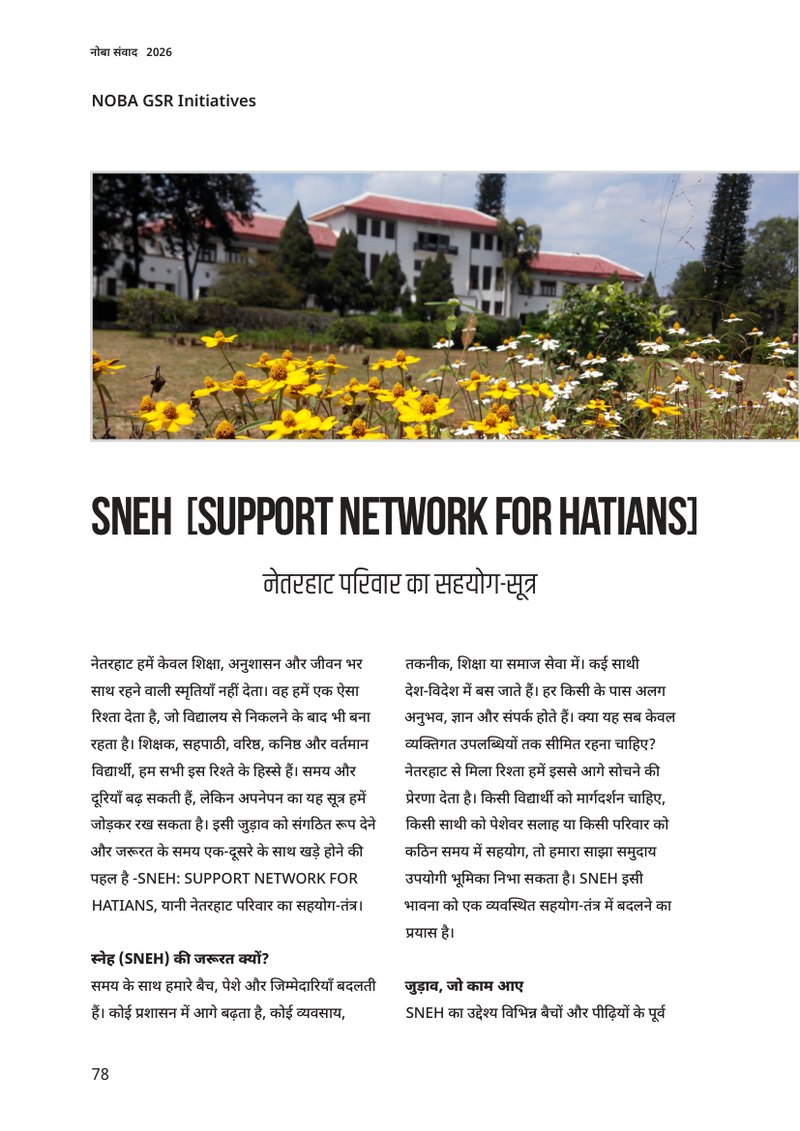 नोबा संवाद 2026
NOBA GSR Initiatives
SNEH [SUPPORT NETWORK FOR HATIANS]
नेतरहाट परिवार का सहयोग-सूत्र
नेतरहाट हमें केवल शिक्षा, अनुशासन और जीवन भर
साथ रहने वाली स्मृतियाँ नहीं देता। वह हमें एक ऐसा
रिश्ता देता है, जो विद्यालय से निकलने के बाद भी बना
रहता है। शिक्षक, सहपाठी, वरिष्ठ, कनिष्ठ और वर्तमान
विद्यार्थी, हम सभी इस रिश्ते के हिस्से हैं। समय और
दूरियाँ बढ़ सकती हैं, लेकिन अपनेपन का यह सूत्र हमें
जोड़कर रख सकता है। इसी जुड़ाव को संगठित रूप देने
और जरूरत के समय एक-दूसरे के साथ खड़े होने की
पहल है -SNEH: SUPPORT NETWORK FOR
HATIANS, यानी नेतरहाट परिवार का सहयोग-तंत्र।
स्नेह (SNEH) की जरूरत क्यों?
समय के साथ हमारे बैच, पेशे और जिम्मेदारियाँ बदलती
हैं। कोई प्रशासन में आगे बढ़ता है, कोई व्यवसाय,
तकनीक, शिक्षा या समाज सेवा में। कई साथी
देश-विदेश में बस जाते हैं। हर किसी के पास अलग
अनुभव, ज्ञान और संपर्क होते हैं। क्या यह सब केवल
व्यक्तिगत उपलब्धियों तक सीमित रहना चाहिए?
नेतरहाट से मिला रिश्ता हमें इससे आगे सोचने की
प्रेरणा देता है। किसी विद्यार्थी को मार्गदर्शन चाहिए,
किसी साथी को पेशेवर सलाह या किसी परिवार को
कठिन समय में सहयोग, तो हमारा साझा समुदाय
उपयोगी भूमिका निभा सकता है। SNEH इसी
भावना को एक व्यवस्थित सहयोग-तंत्र में बदलने का
प्रयास है।
जुड़ाव, जो काम आए
SNEH का उद्देश्य विभिन्न बैचों और पीढ़ियों के पूर्व
78